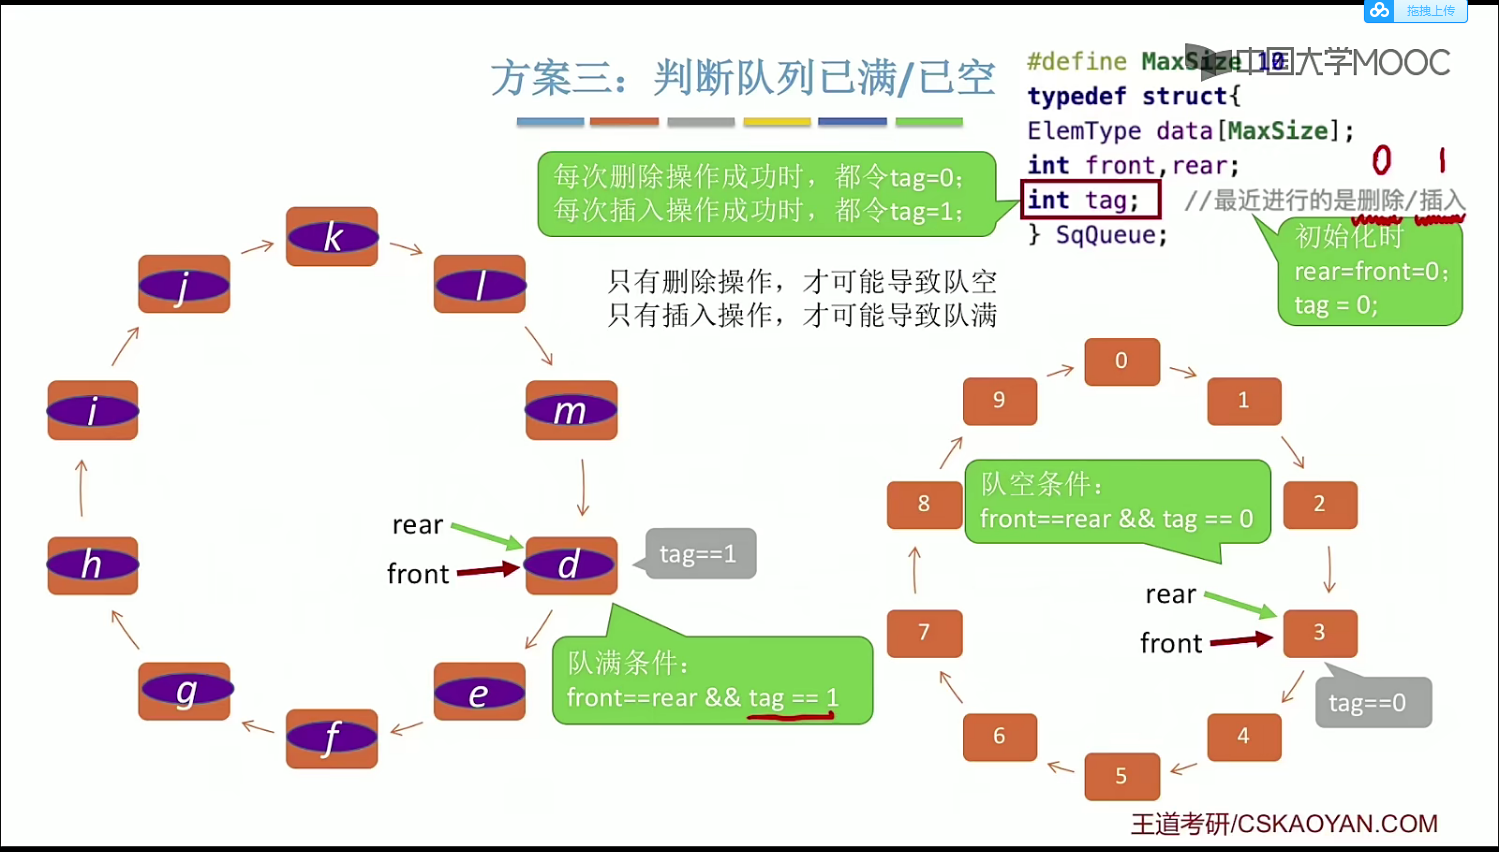 拖拽上传
中国大学MOOC
方案三：判断队列已满/已空
#define MaxSize 10
typedef struct{
ElemType data[MaxSize];
int front,rear;
int tag;
//最近进行的是删除/插入
} SqQueue;
0 1
每次删除操作成功时，都令tag=0；
每次插入操作成功时，都令tag=1；
初始化时
rear=front=0；
tag = 0;
只有删除操作，才可能导致队空
只有插入操作，才可能导致队满
k
l
m
d
e
f
g
h
i
j
rear
front
tag==1
队满条件：
front==rear && tag == 1
0
1
2
3
4
5
6
7
8
9
队空条件：
front==rear && tag == 0
rear
front
tag==0
王道考研/CSKAOYAN.COM